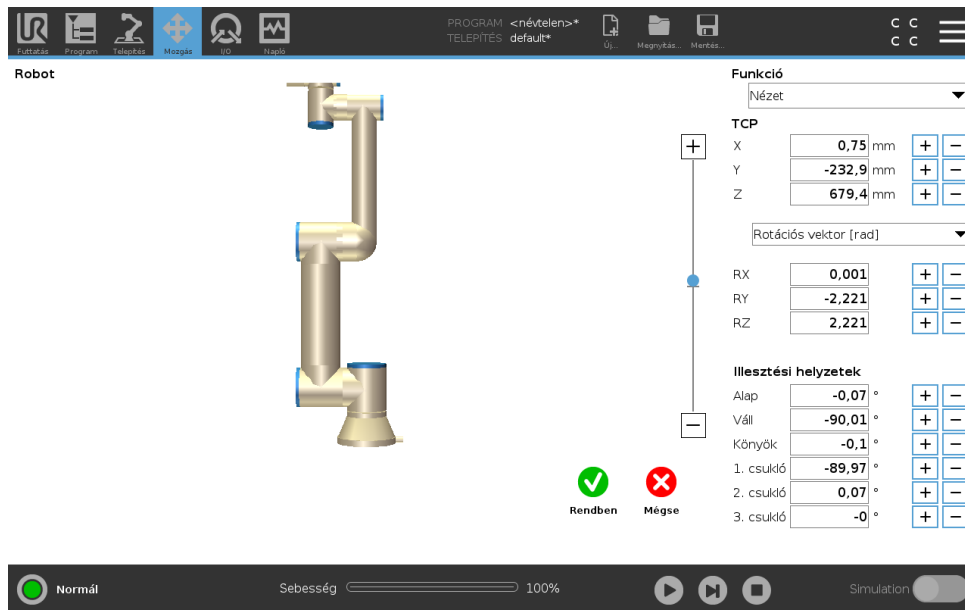 PROGRAM <névtelen>*
TELEPÍTÉS default*
Futtatás Program Telepítés Mozgás I/O Napló Új... Megnyitás... Mentés...
C C
C C
Robot
Funkció
Nézet
TCP
X 0,75 mm + −
Y -232,9 mm + −
Z 679,4 mm + −
+
Rotációs vektor [rad]
RX 0,001 + −
RY -2,221 + −
RZ 2,221 + −
Illesztési helyzetek
Alap -0,07 ° + −
Váll -90,01 ° + −
−
Könyök -0,1 ° + −
1. csukló -89,97 ° + −
2. csukló 0,07 ° + −
3. csukló -0 ° + −
Rendben Mégse
Normál Sebesség 100% Simulation